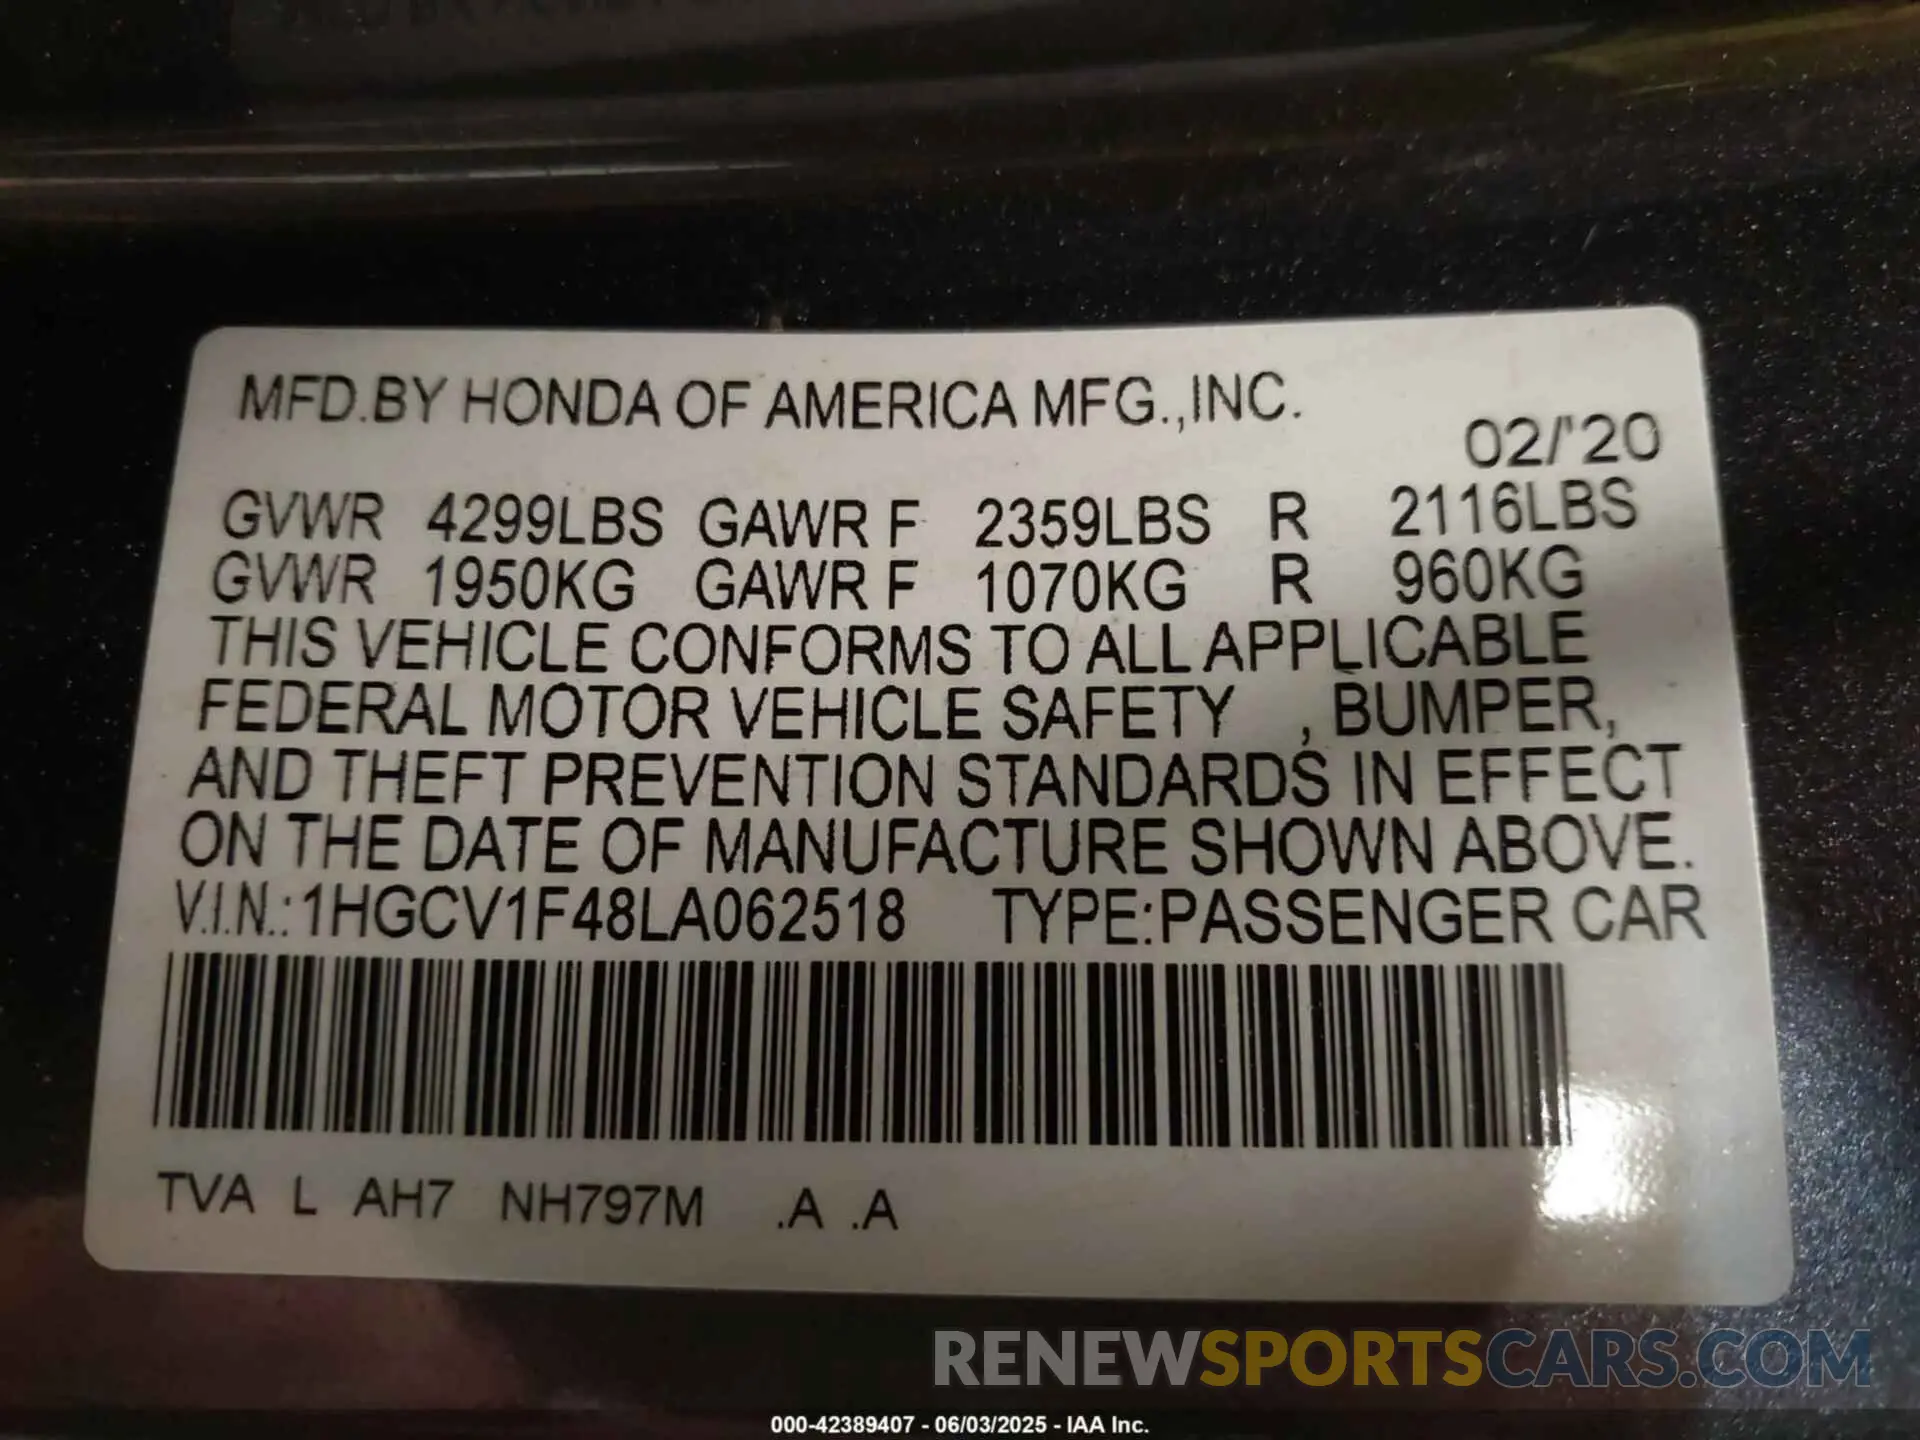 MFD.BY HONDA OF AMERICA MFG.,INC.
02/'20
GVWR 4299LBS GAWR F 2359LBS R 2116LBS
GVWR 1950KG GAWR F 1070KG R 960KG
THIS VEHICLE CONFORMS TO ALL APPLICABLE
FEDERAL MOTOR VEHICLE SAFETY , BUMPER,
AND THEFT PREVENTION STANDARDS IN EFFECT
ON THE DATE OF MANUFACTURE SHOWN ABOVE.
V.I.N.:1HGCV1F48LA062518 TYPE:PASSENGER CAR
TVA L AH7 NH797M .A .A
RENEWSPORTSCARS.COM
000-42389407 - 06/03/2025 - IAA Inc.